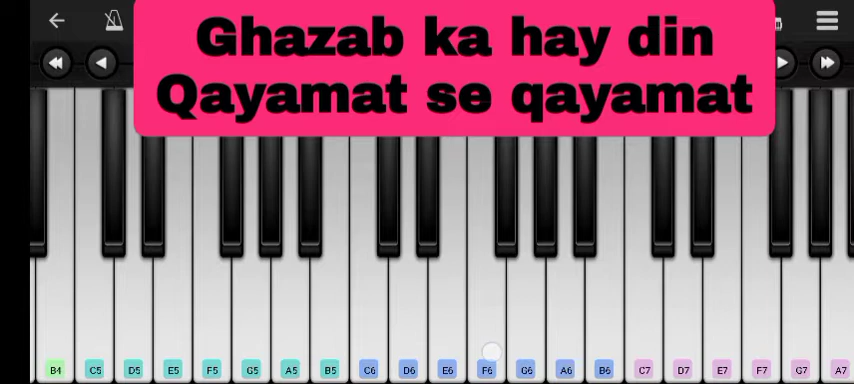 Ghazab ka hay din
Qayamat se qayamat
B4 C5 D5 E5 F5 G5 A5 B5 C6 D6 E6 F6 G6 A6 B6 C7 D7 E7 F7 G7 A7